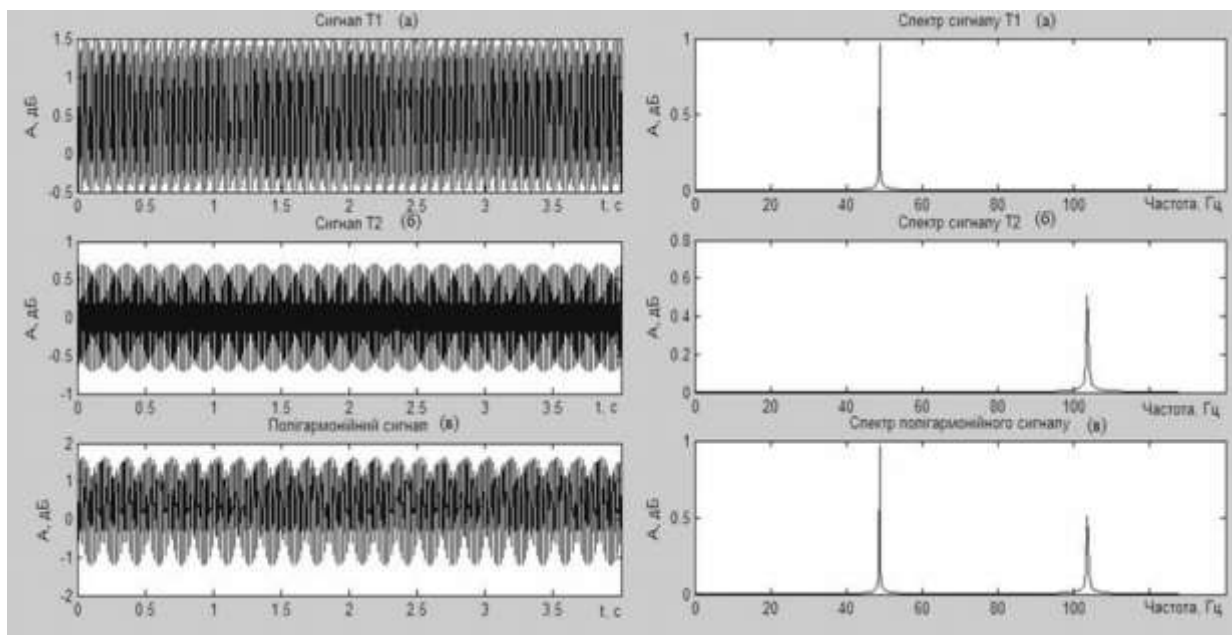 Сигнал Т1 (а)
А, дБ
1.5
1
0.5
0
-0.5
0 0.5 1 1.5 2 2.5 3 3.5 t, с
Спектр сигналу Т1 (а)
А, дБ
1
0.5
0
0 20 40 60 80 100 Частота, Гц
Сигнал Т2 (б)
А, дБ
1
0.5
0
-0.5
-1
0 0.5 1 1.5 2 2.5 3 3.5 t, с
Спектр сигналу Т2 (б)
А, дБ
0.8
0.6
0.4
0.2
0
0 20 40 60 80 100 Частота, Гц
Полігармонійний сигнал (в)
А, дБ
2
1
0
-1
-2
0 0.5 1 1.5 2 2.5 3 3.5 t, с
Спектр полігармонійного сигналу (в)
А, дБ
1
0.5
0
0 20 40 60 80 100 Частота, Гц